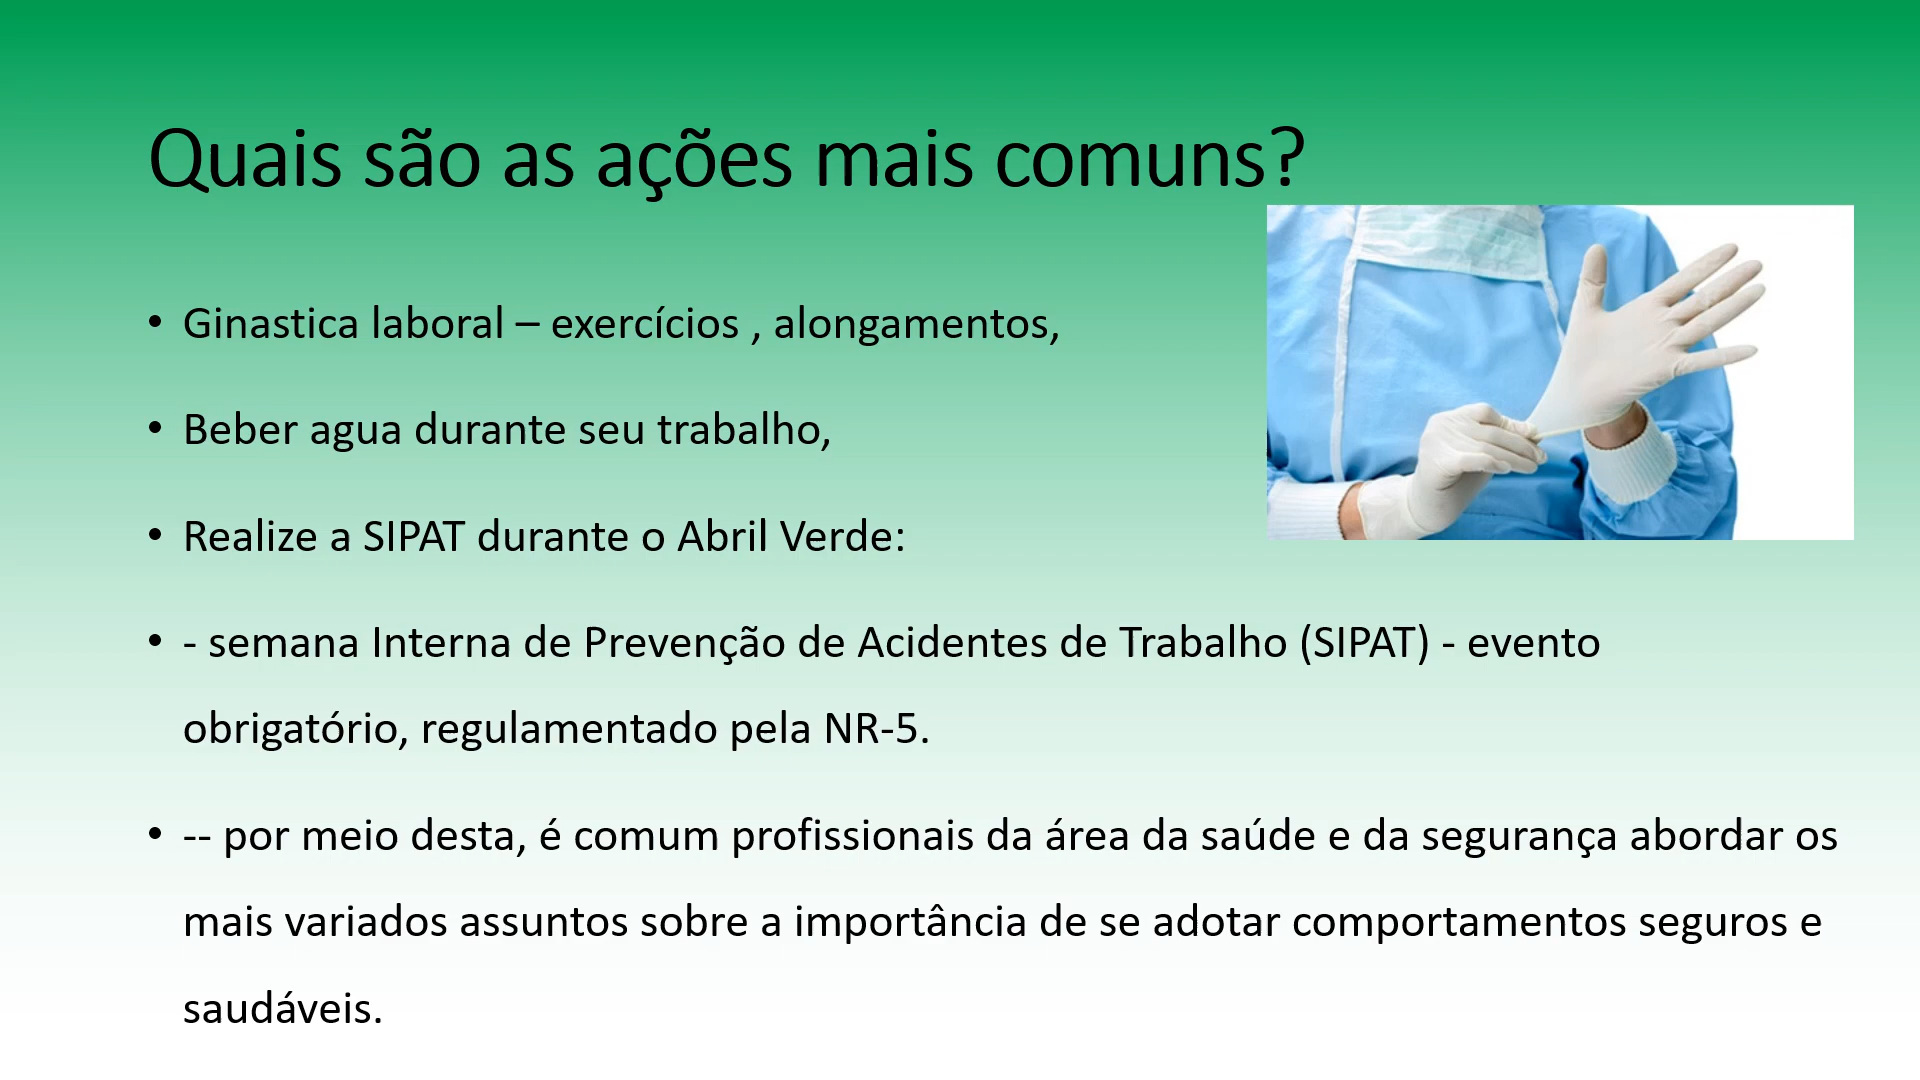 Quais são as ações mais comuns?
• Ginastica laboral – exercícios , alongamentos,
• Beber agua durante seu trabalho,
• Realize a SIPAT durante o Abril Verde:
• - semana Interna de Prevenção de Acidentes de Trabalho (SIPAT) - evento
obrigatório, regulamentado pela NR-5.
• -- por meio desta, é comum profissionais da área da saúde e da segurança abordar os
mais variados assuntos sobre a importância de se adotar comportamentos seguros e
saudáveis.